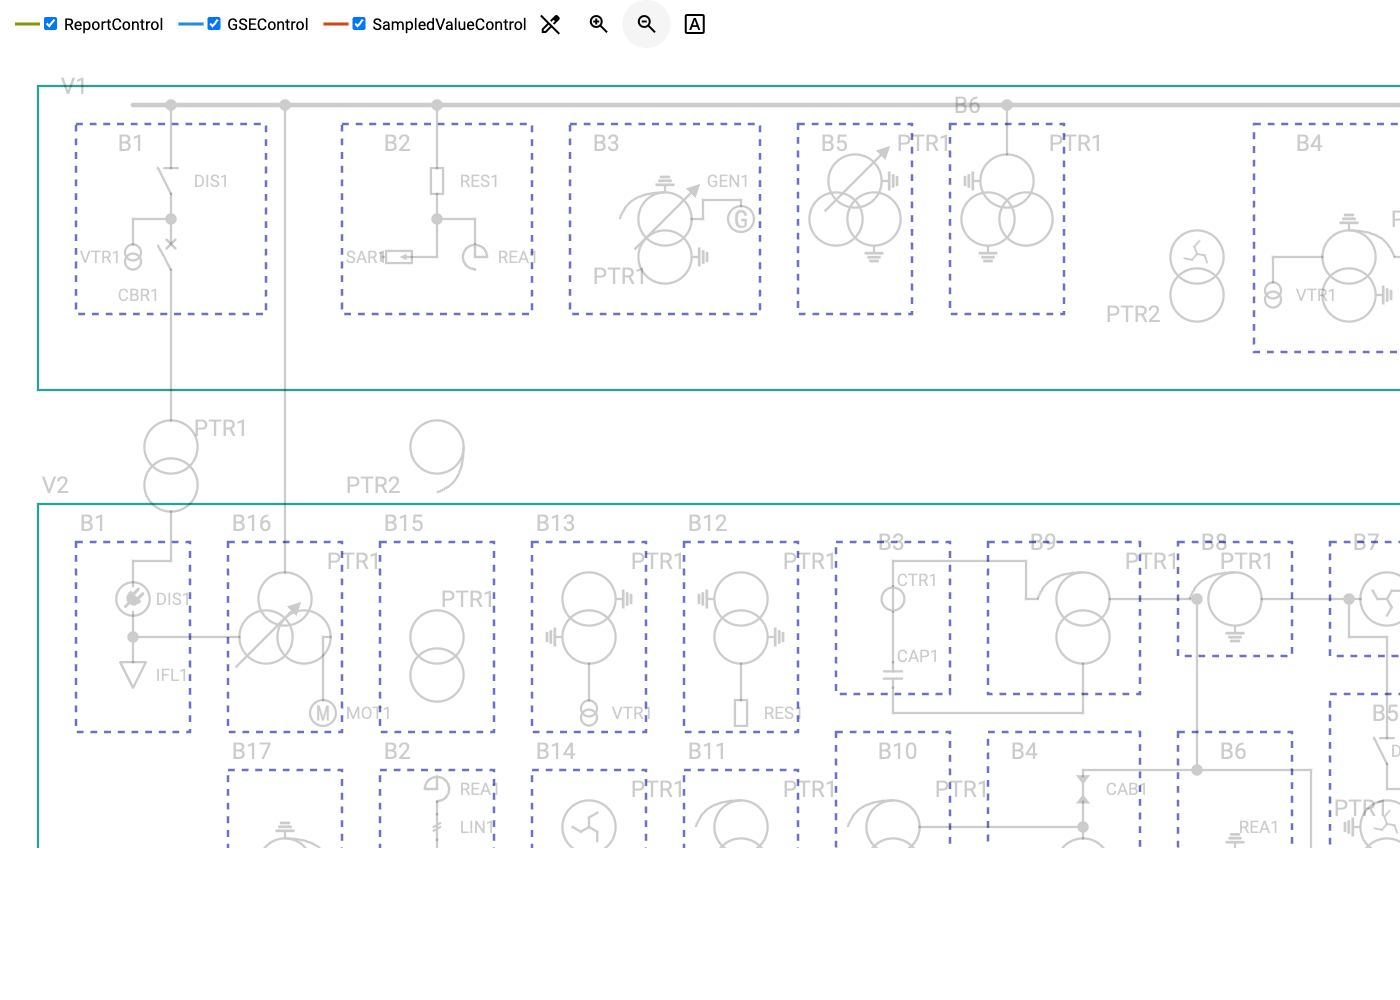 ReportControl GSEControl SampledValueControl A
V1
B6
B1 B2 B3 B5 PTR1 PTR1 B4
DIS1 RES1 GEN1
G
VTR1 SAR1 REA1
PTR1
CBR1 VTR1
PTR2
PTR1
V2 PTR2
B1 B16 B15 B13 B12
B3 B9 B8 B7
PTR1 PTR1 PTR1 PTR1 PTR1
CTR1
DIS1 PTR1
CAP1
IFL1
M MOT1 VTR1 RES1 B5
B17 B2 B14 B11 B10 B4 B6
REA1 PTR1 PTR1 PTR1 CAB1
PTR1
LIN1 REA1